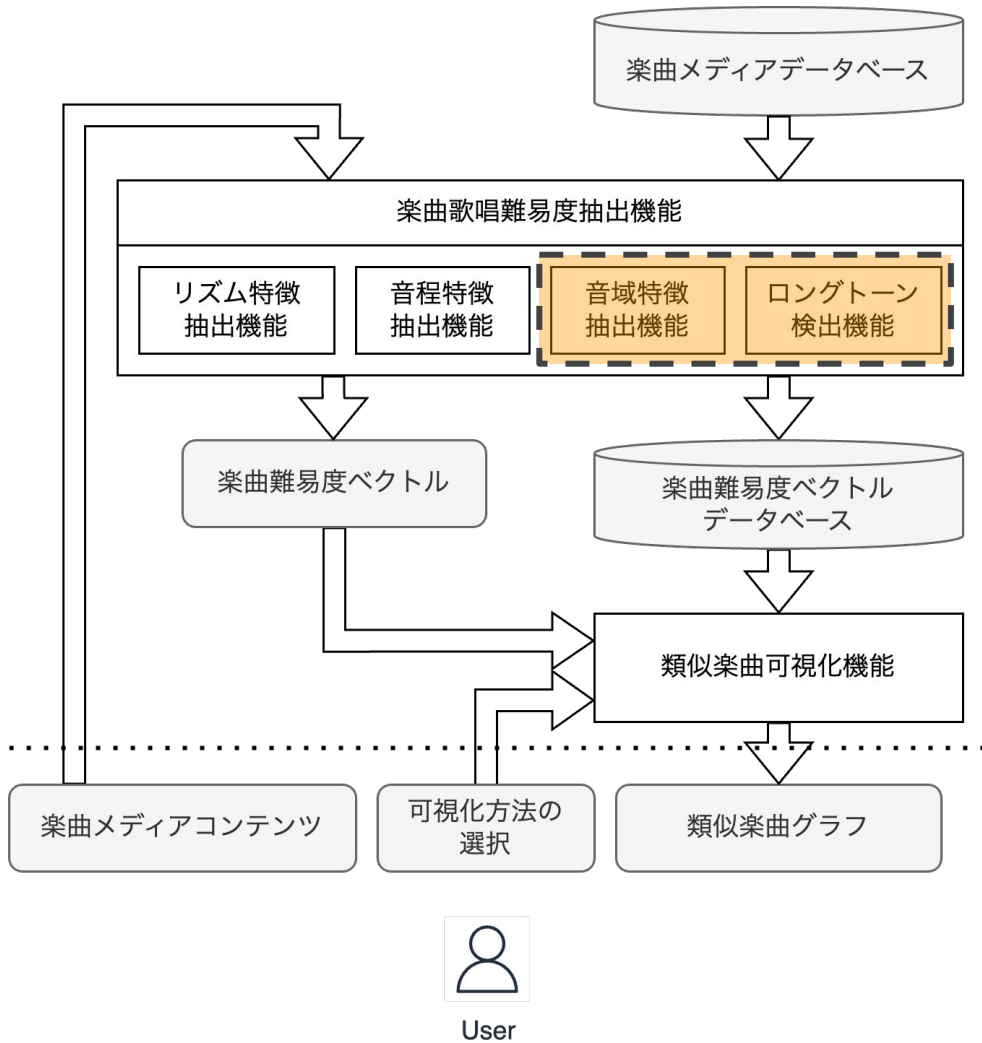 楽曲メディアデータベース
楽曲歌唱難易度抽出機能
リズム特徴
抽出機能
音程特徴
抽出機能
音域特徴
抽出機能
ロングトーン
検出機能
楽曲難易度ベクトル
楽曲難易度ベクトル
データベース
類似楽曲可視化機能
楽曲メディアコンテンツ
可視化方法の
選択
類似楽曲グラフ
User